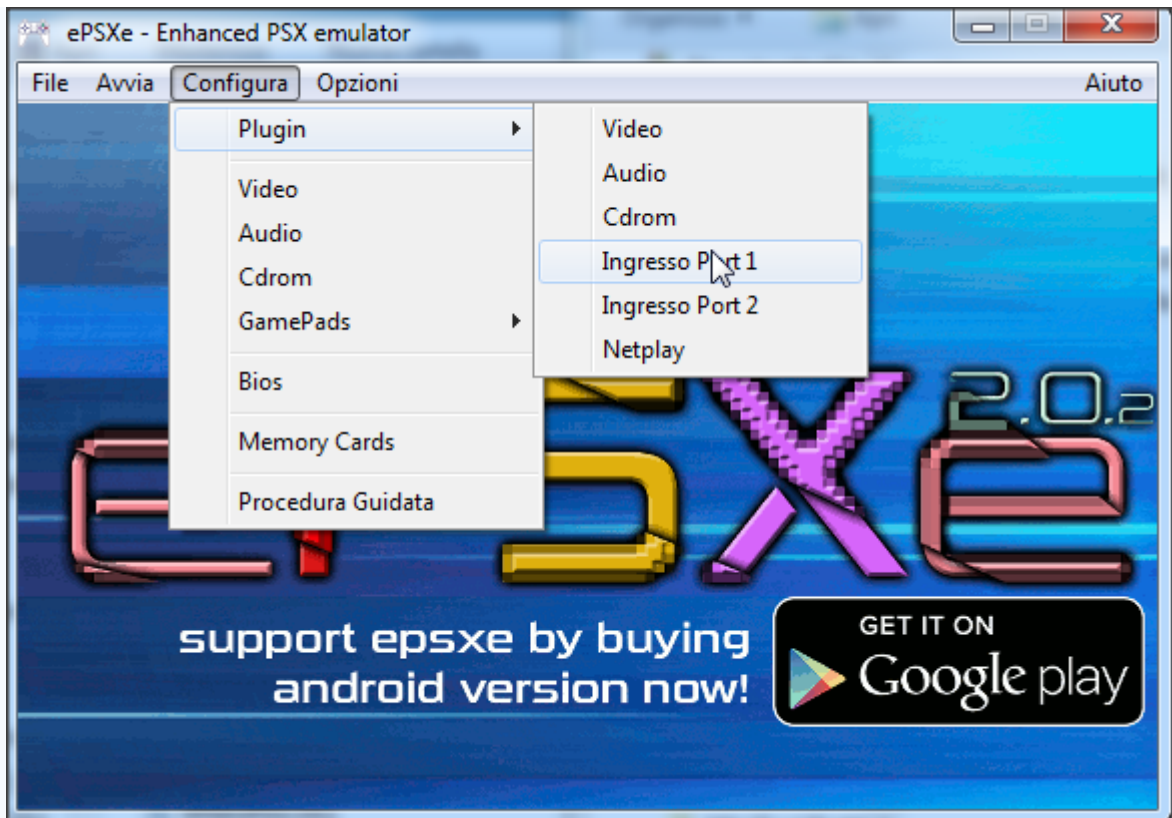 ePSXe - Enhanced PSX emulator
File Avvia Configura Opzioni Aiuto
Plugin
Video
Audio
Cdrom
GamePads
Bios
Memory Cards
Procedura Guidata
Video
Audio
Cdrom
Ingresso Port 1
Ingresso Port 2
Netplay
ePSXe 2.0.2
support epsxe by buying
android version now!
GET IT ON
Google play